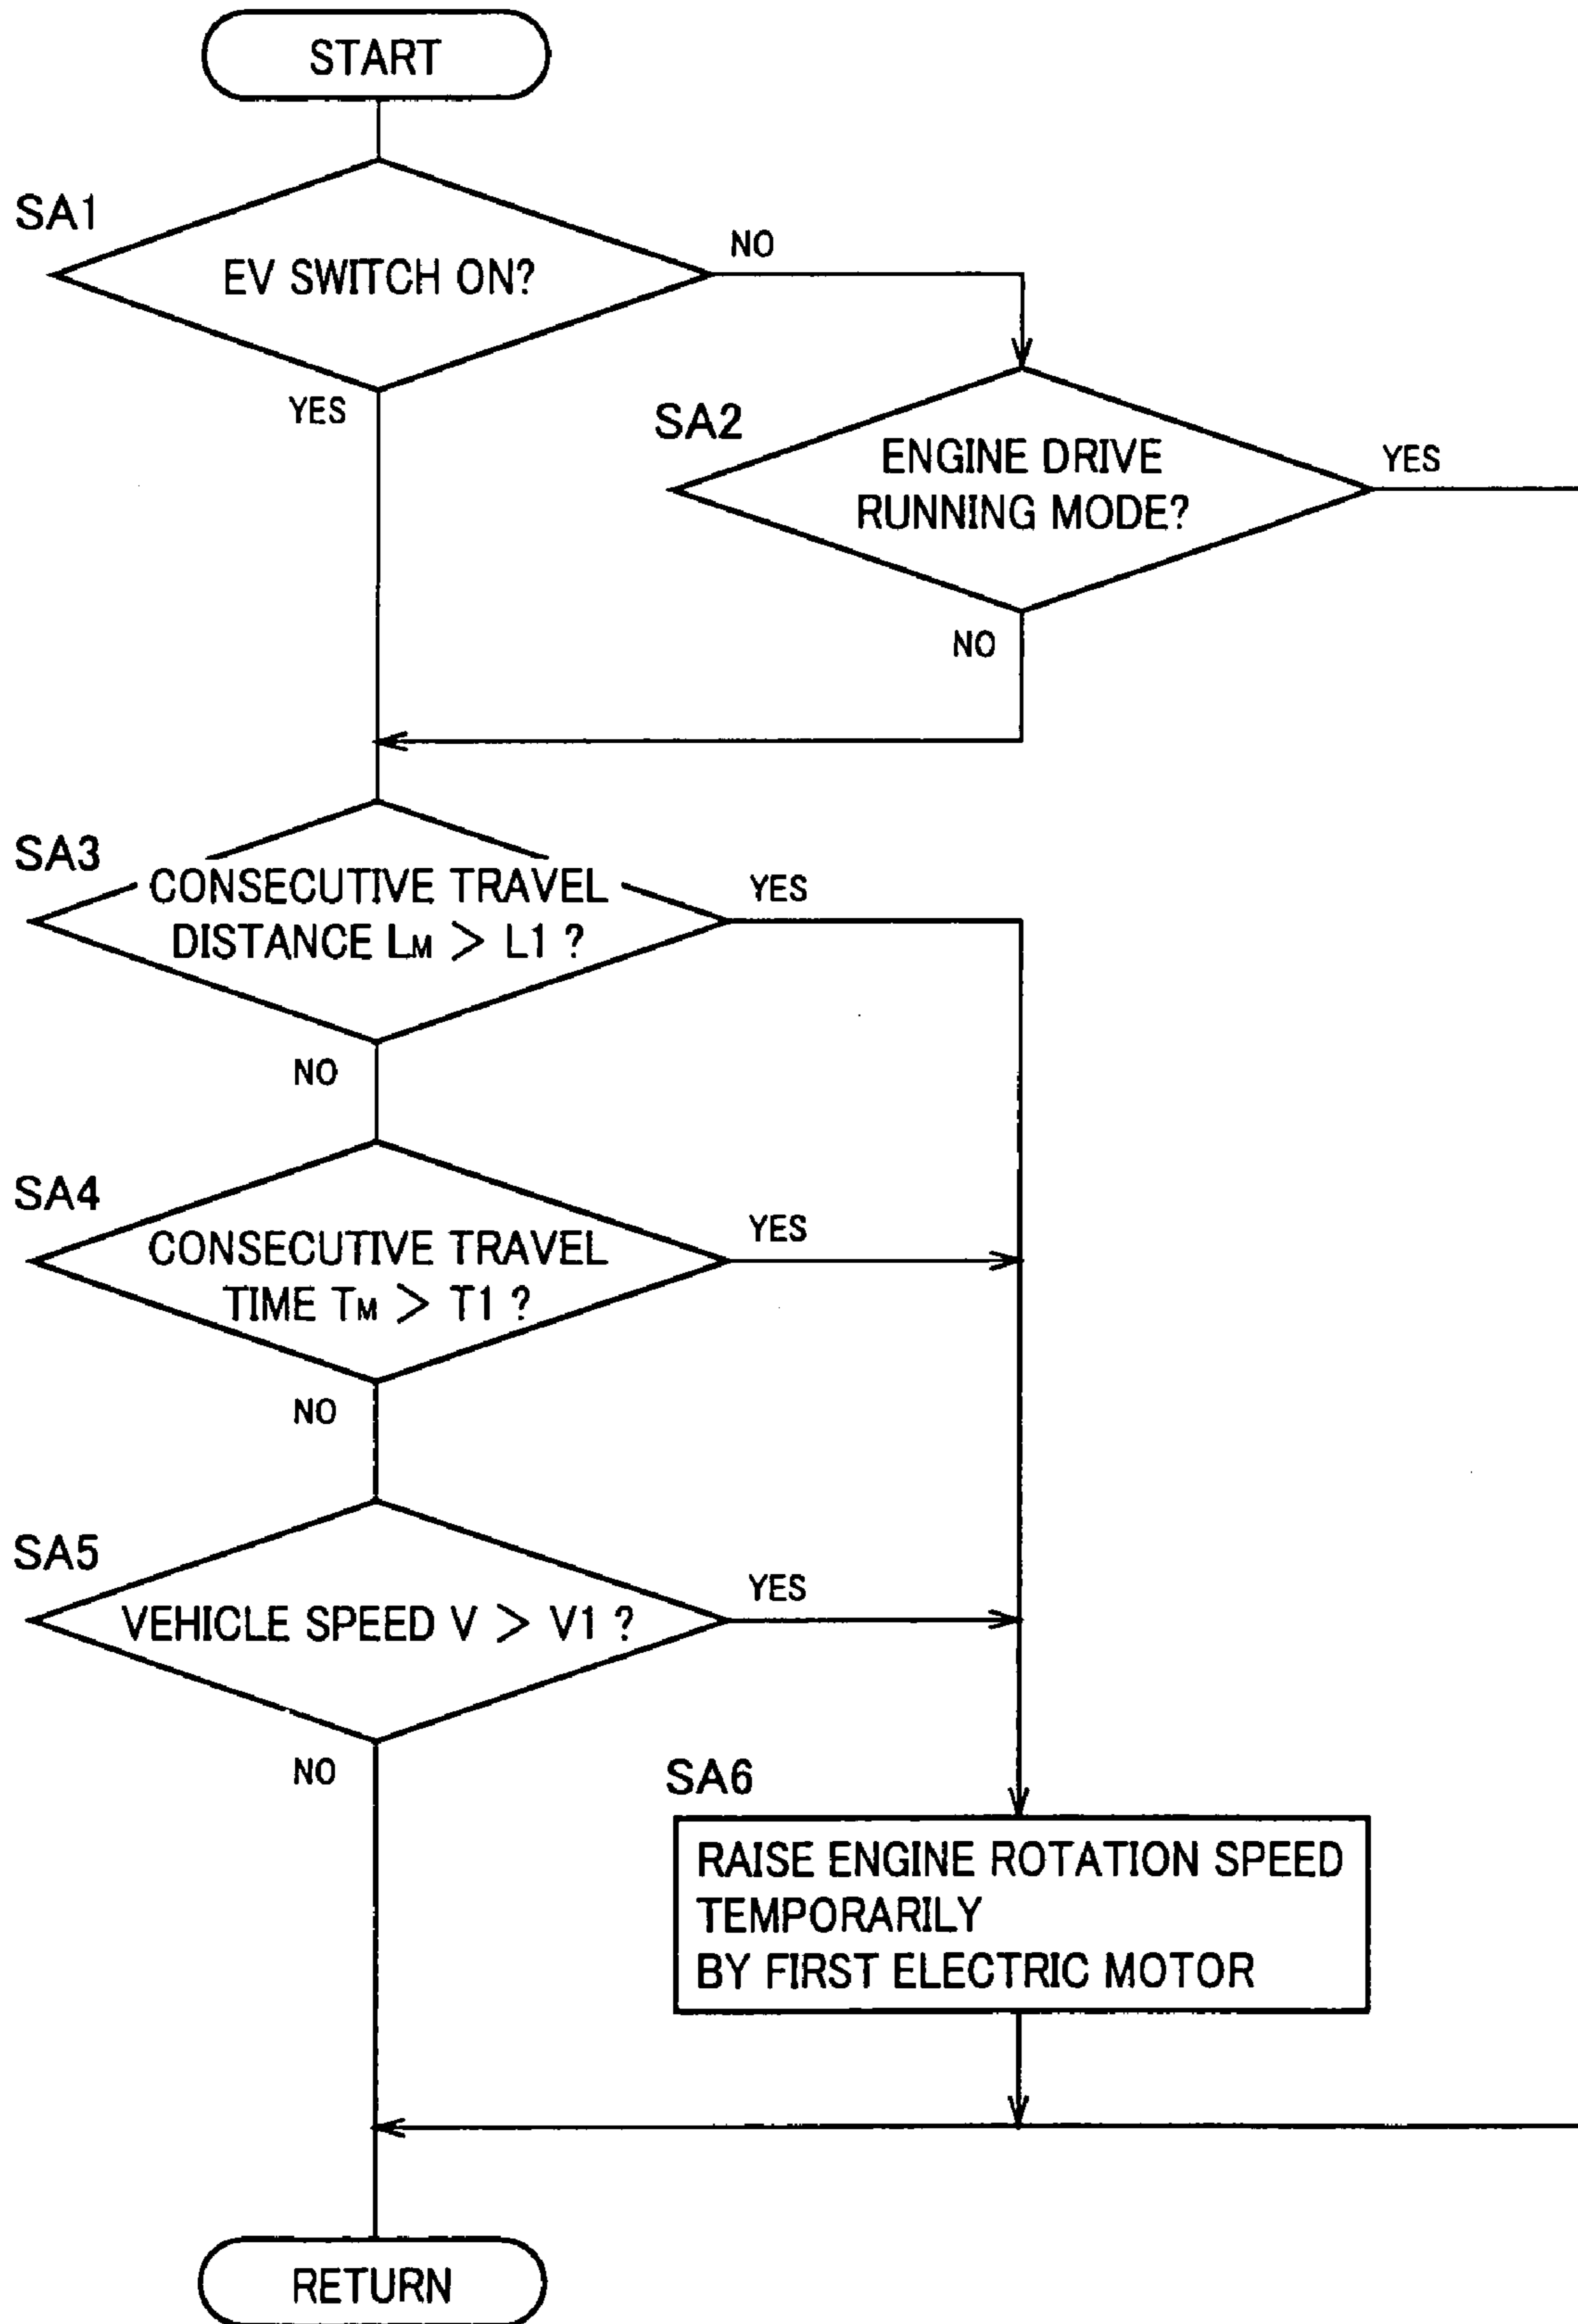 START
SA1
EV SWITCH ON?
NO
YES
SA2
ENGINE DRIVE
RUNNING MODE?
YES
NO
SA3
CONSECUTIVE TRAVEL
DISTANCE LM > L1 ?
YES
NO
SA4
CONSECUTIVE TRAVEL
TIME TM > T1 ?
YES
NO
SA5
VEHICLE SPEED V > V1 ?
YES
NO
SA6
RAISE ENGINE ROTATION SPEED
TEMPORARILY
BY FIRST ELECTRIC MOTOR
RETURN